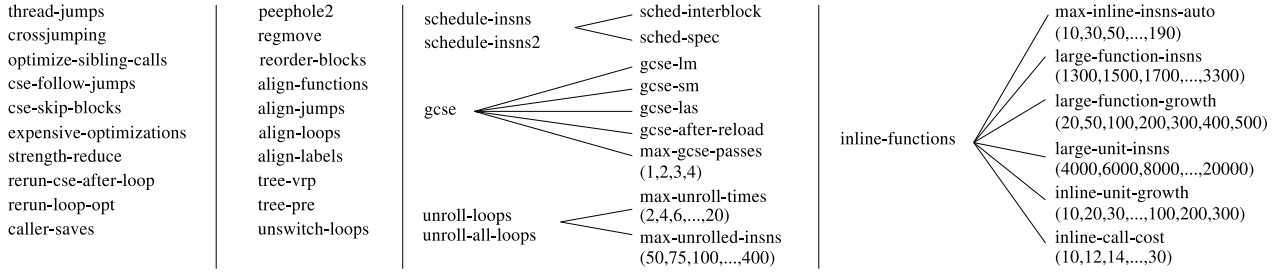 thread-jumps
crossjumping
optimize-sibling-calls
cse-follow-jumps
cse-skip-blocks
expensive-optimizations
strength-reduce
rerun-cse-after-loop
rerun-loop-opt
caller-saves
peephole2
regmove
reorder-blocks
align-functions
align-jumps
align-loops
align-labels
tree-vrp
tree-pre
unswitch-loops
schedule-insns
schedule-insns2
sched-interblock
sched-spec
gcse
gcse-lm
gcse-sm
gcse-las
gcse-after-reload
max-gcse-passes
(1,2,3,4)
unroll-loops
unroll-all-loops
max-unroll-times
(2,4,6,...,20)
max-unrolled-insns
(50,75,100,...,400)
inline-functions
max-inline-insns-auto
(10,30,50,...,190)
large-function-insns
(1300,1500,1700,...,3300)
large-function-growth
(20,50,100,200,300,400,500)
large-unit-insns
(4000,6000,8000,...,20000)
inline-unit-growth
(10,20,30,...,100,200,300)
inline-call-cost
(10,12,14,...,30)